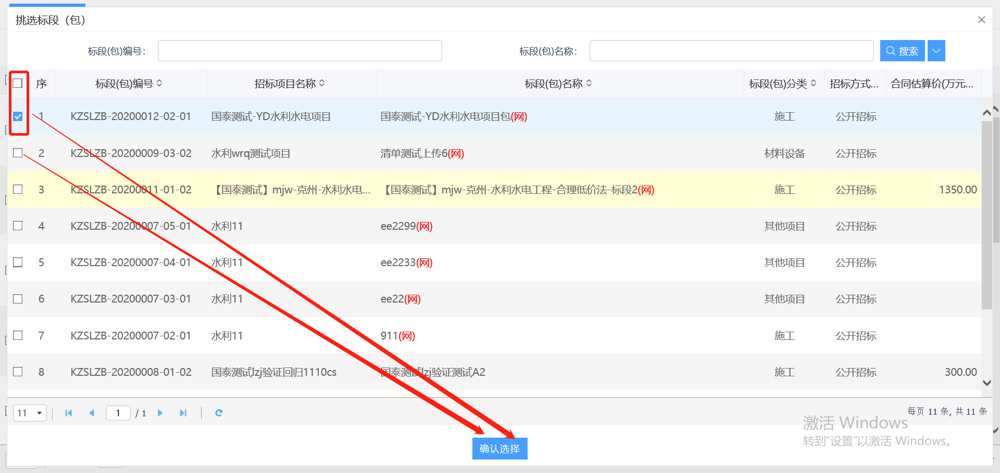 挑选标段（包）
标段(包)编号：
标段(包)名称：
搜索
序 标段(包)编号 招标项目名称 标段(包)名称 标段(包)分类 招标方式... 合同估算价(万元...
1 KZSLZB-20200012-02-01 国泰测试-YD水利水电项目 国泰测试-YD水利水电项目包(网) 施工 公开招标
2 KZSLZB-20200009-03-02 水利wrq测试项目 清单测试上传6(网) 材料设备 公开招标
3 KZSLZB-20200011-01-02 【国泰测试】mjw-克州-水利水电... 【国泰测试】mjw-克州-水利水电工程-合理低价法-标段2(网) 施工 公开招标 1350.00
4 KZSLZB-20200007-05-01 水利11 ee2299(网) 其他项目 公开招标
5 KZSLZB-20200007-04-01 水利11 ee2233(网) 其他项目 公开招标
6 KZSLZB-20200007-03-01 水利11 ee22(网) 其他项目 公开招标
7 KZSLZB-20200007-02-01 水利11 911(网) 施工 公开招标
8 KZSLZB-20200008-01-02 国泰测试lzj验证回归1110cs 国泰测试lzj验证测试A2 施工 公开招标 300.00
11 1 / 1 每页 11 条, 共 11 条
激活 Windows
转到“设置”以激活 Windows。
确认选择